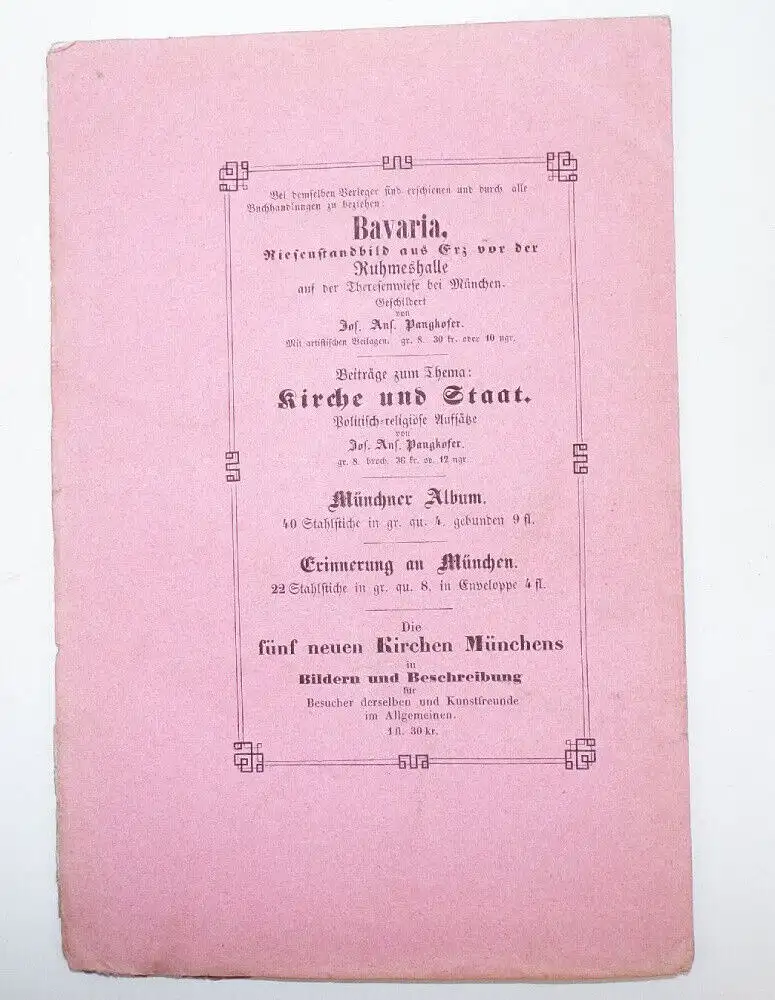 Bei demselben Verleger sind erschienen und durch alle
Buchhandlungen zu beziehen:
Bavaria,
Riesenstandbild aus Erz vor der
Ruhmeshalle
auf der Theresenwiese bei München.
Geschildert
von
Jos. Ans. Pangkofer.
Mit artistischen Beilagen. gr. 8. 30 kr. oder 10 ngr.
Beiträge zum Thema:
Kirche und Staat.
Politisch-religiöse Aufsätze
von
Jos. Ans. Pangkofer.
gr. 8. broch. 36 kr. od. 12 ngr.
Münchner Album.
40 Stahlstiche in gr. qu. 4. gebunden 9 fl.
Erinnerung an München.
22 Stahlstiche in gr. qu. 8. in Enveloppe 4 fl.
Die
fünf neuen Kirchen Münchens
in
Bildern und Beschreibung
für
Besucher derselben und Kunstfreunde
im Allgemeinen.
1 fl. 30 kr.